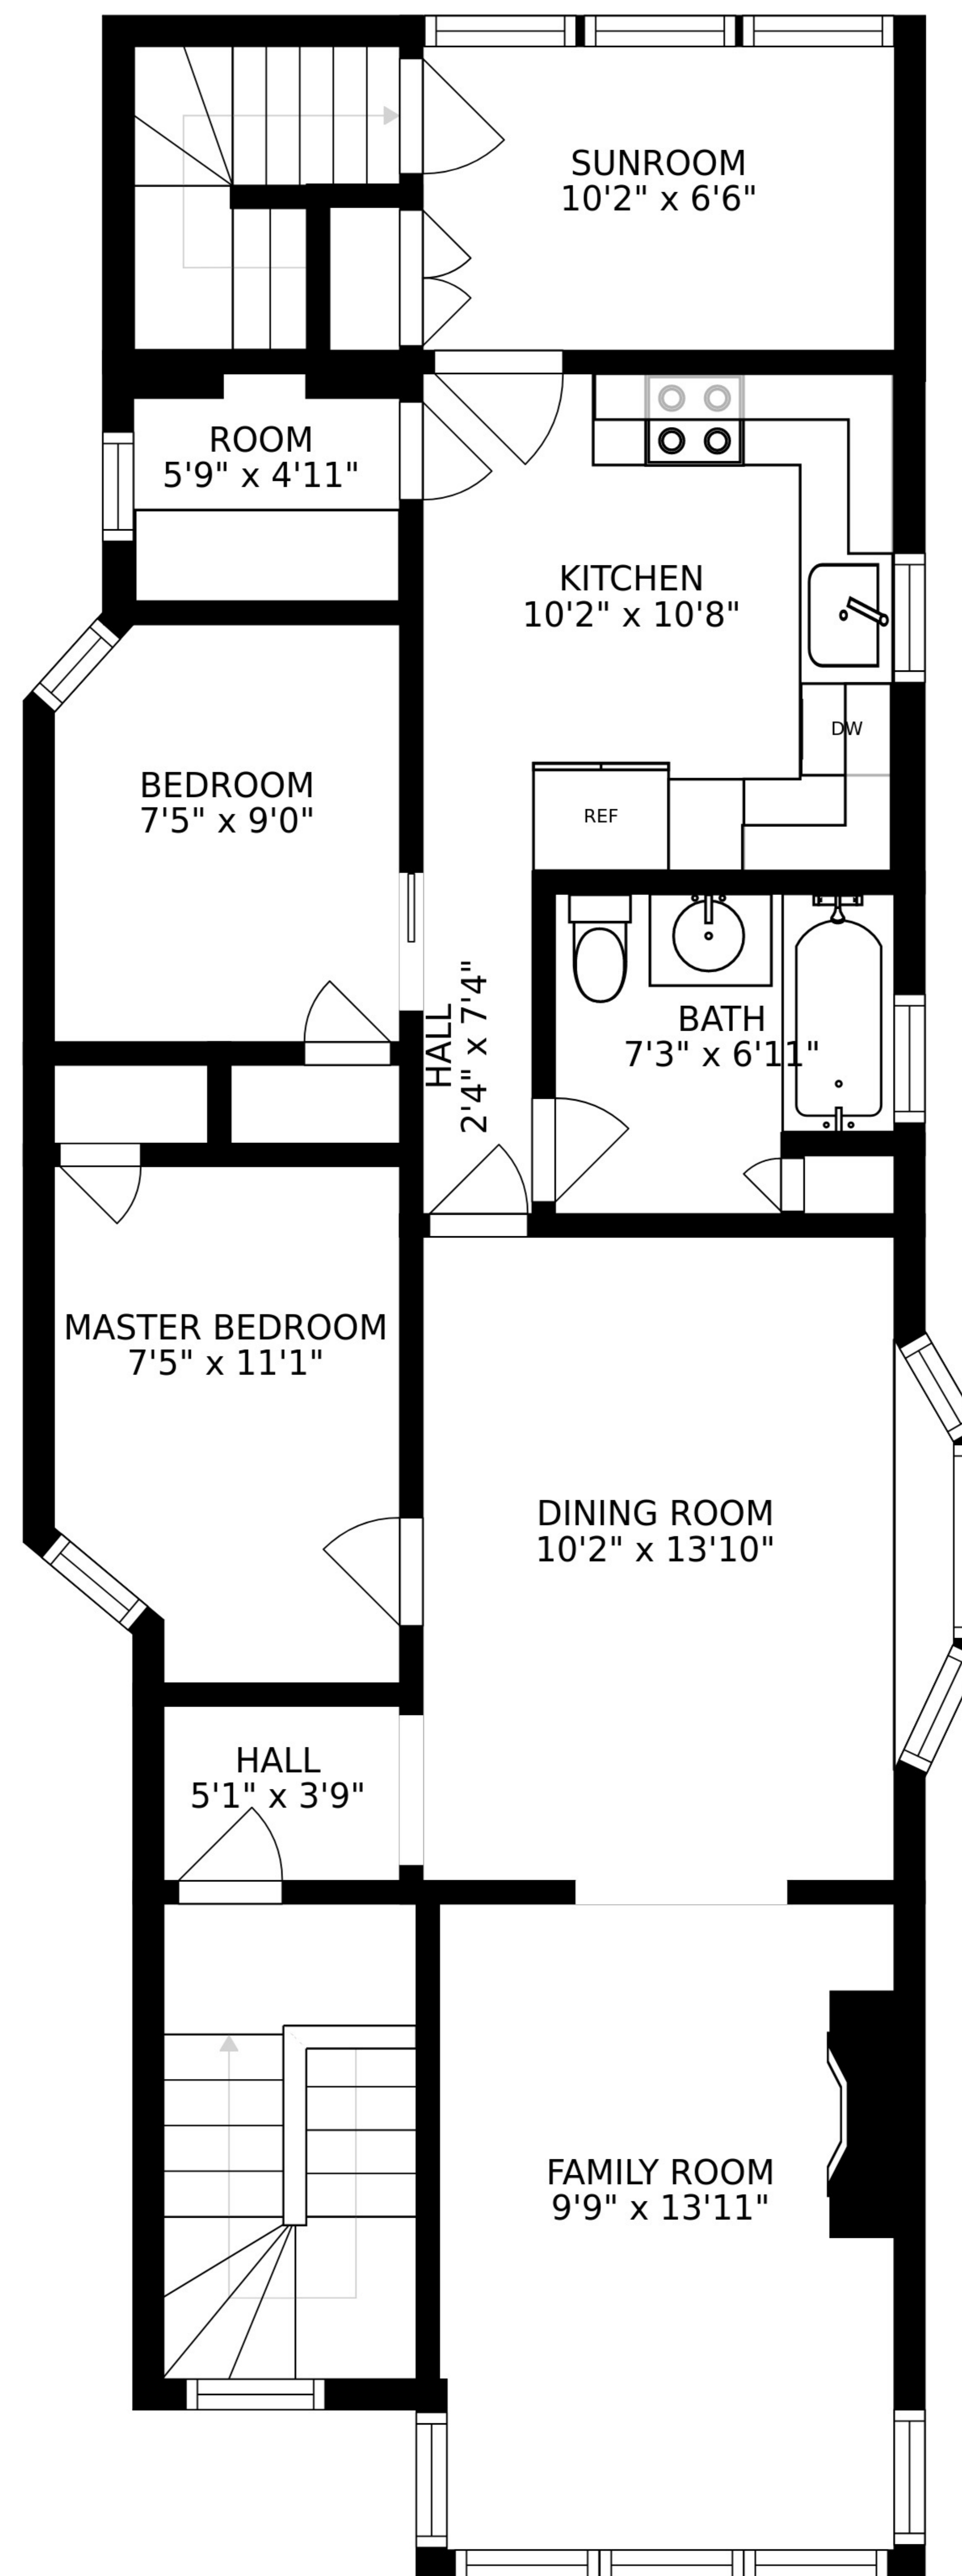 SUNROOM
10'2" x 6'6"
ROOM
5'9" x 4'11"
KITCHEN
10'2" x 10'8"
DW
BEDROOM
7'5" x 9'0"
REF
HALL
2'4" x 7'4"
BATH
7'3" x 6'11"
MASTER BEDROOM
7'5" x 11'1"
DINING ROOM
10'2" x 13'10"
HALL
5'1" x 3'9"
FAMILY ROOM
9'9" x 13'11"